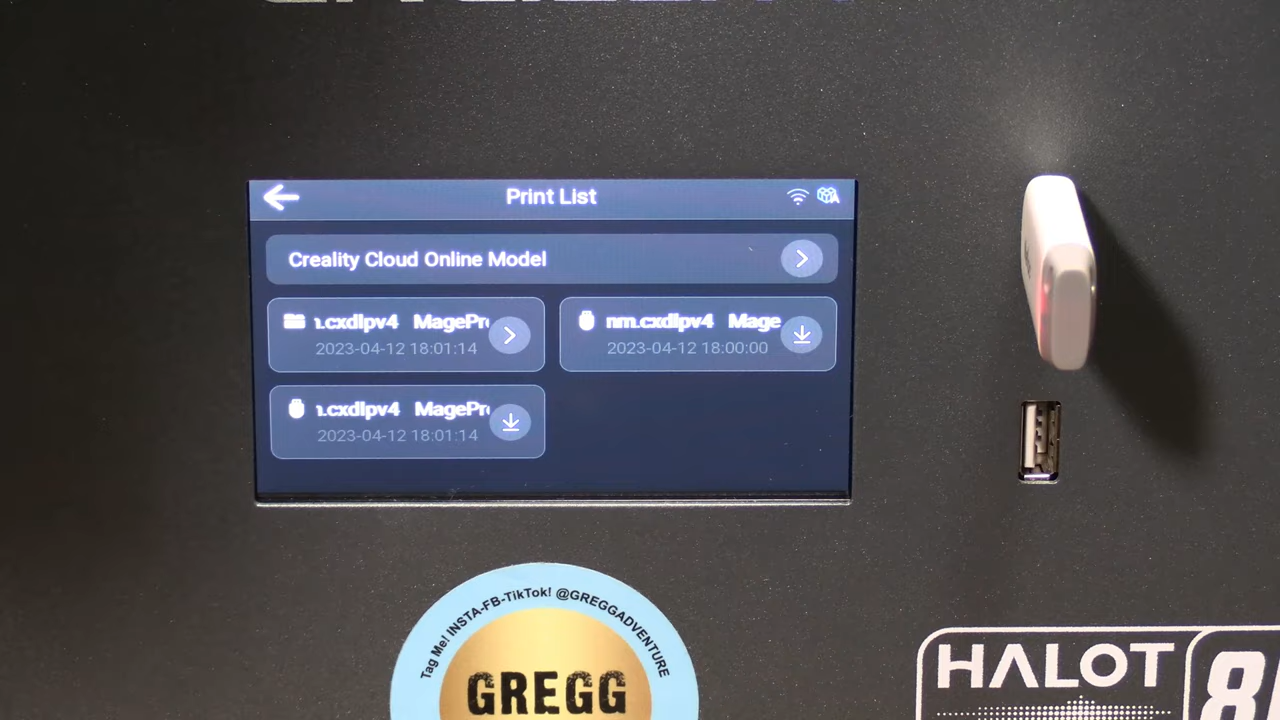 Print List
Creality Cloud Online Model
.cxdlpv4 MagePr
2023-04-12 18:01:14
nm.cxdlpv4 Mage
2023-04-12 18:00:00
.cxdlpv4 MagePr
2023-04-12 18:01:14
Tag Me! INSTA-FB-TikTok! @GREGGADVENTURE
GREGG
HALOT
8